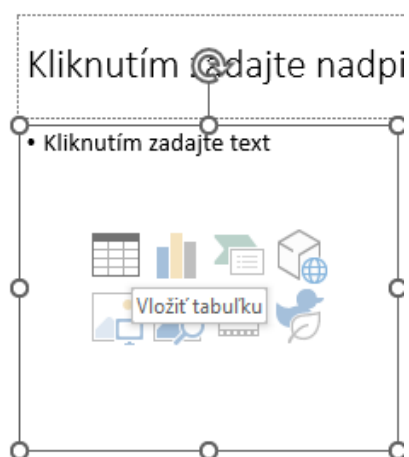 Kliknutím zadajte nadpi
• Kliknutím zadajte text
Vložiť tabuľku